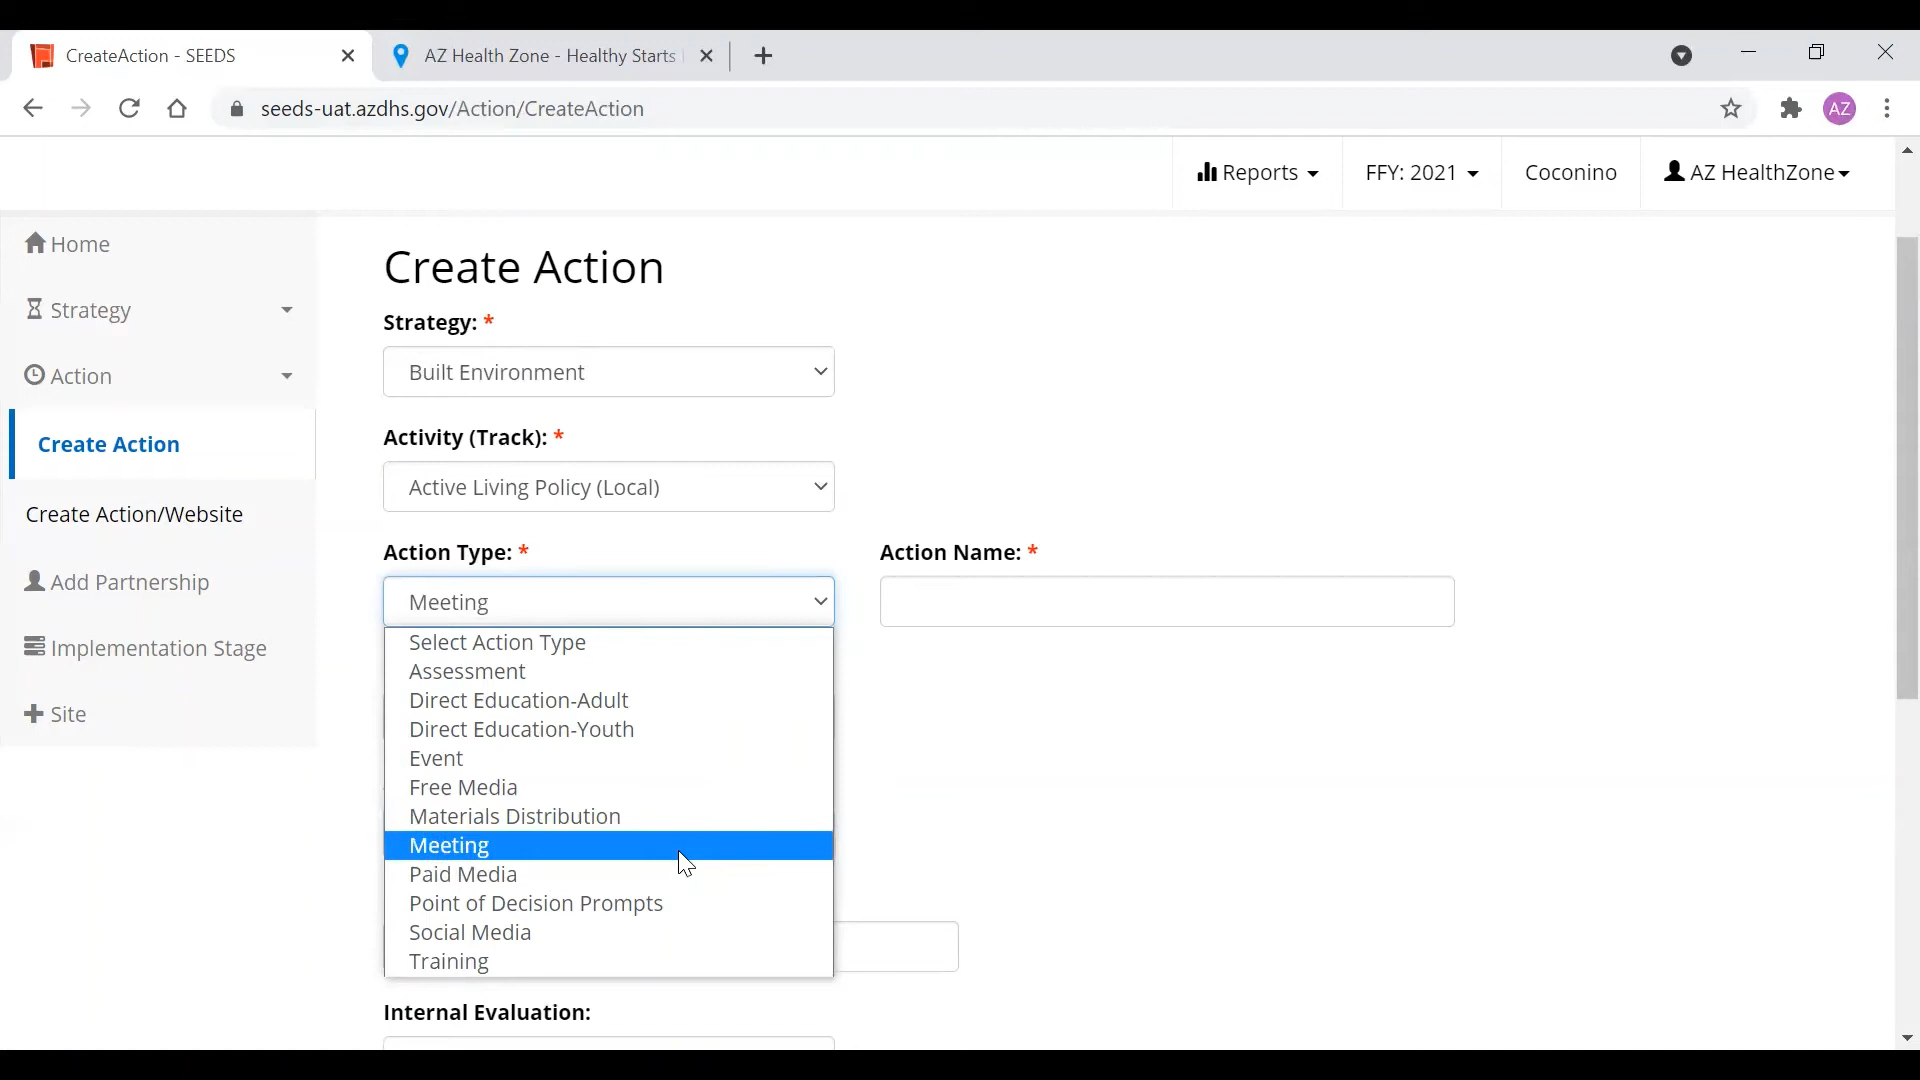 CreateAction - SEEDS
AZ Health Zone - Healthy Starts
seeds-uat.azdhs.gov/Action/CreateAction
AZ
Reports
FFY: 2021
Coconino
AZ HealthZone
Home
Strategy
Action
Create Action
Create Action/Website
Add Partnership
Implementation Stage
Site
Create Action
Strategy: *
Built Environment
Activity (Track): *
Active Living Policy (Local)
Action Type: *
Action Name: *
Meeting
Select Action Type
Assessment
Direct Education-Adult
Direct Education-Youth
Event
Free Media
Materials Distribution
Meeting
Paid Media
Point of Decision Prompts
Social Media
Training
Internal Evaluation: